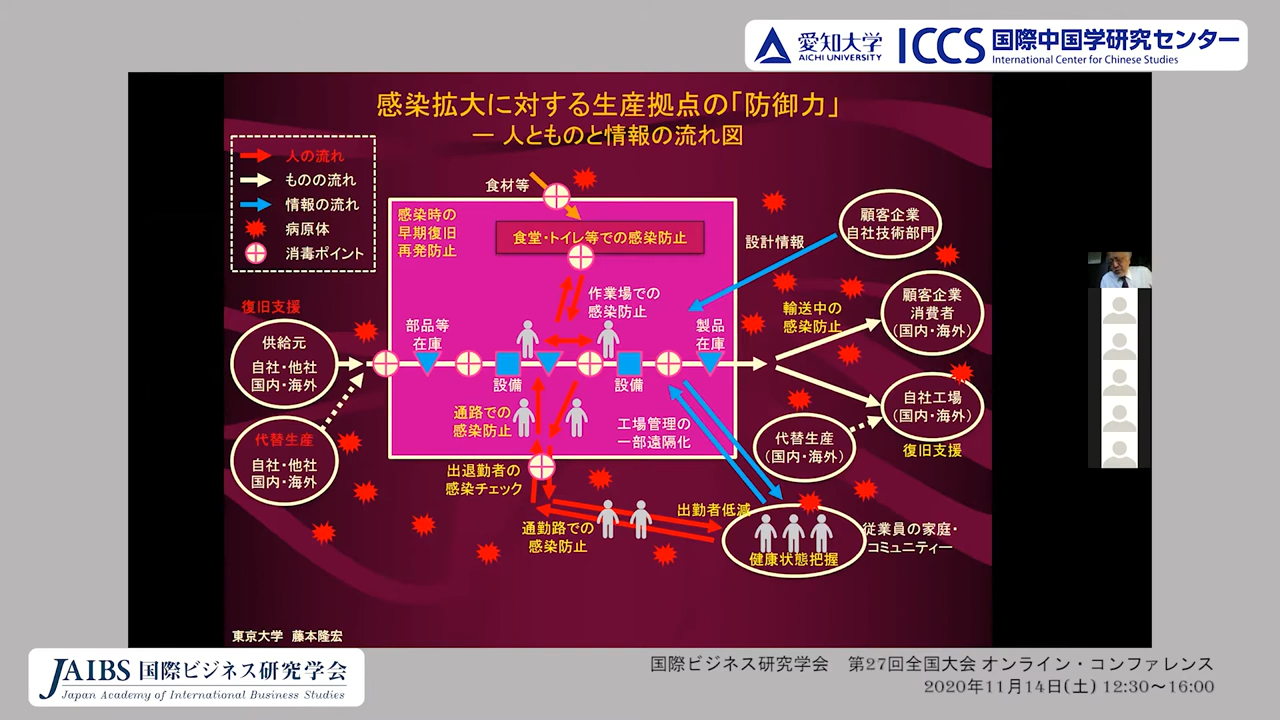 愛知大学
AICHI UNIVERSITY
ICCS
国際中国学研究センター
International Center for Chinese Studies
感染拡大に対する生産拠点の「防御力」
― 人とものと情報の流れ図
人の流れ
ものの流れ
情報の流れ
病原体
消毒ポイント
食材等
感染時の
早期復旧
再発防止
食堂・トイレ等での感染防止
設計情報
顧客企業
自社技術部門
作業場での
感染防止
輸送中の
感染防止
顧客企業
消費者
(国内・海外)
復旧支援
供給元
自社・他社
国内・海外
部品等
在庫
製品
在庫
設備
設備
代替生産
自社・他社
国内・海外
通路での
感染防止
工場管理の
一部遠隔化
代替生産
(国内・海外)
自社工場
(国内・海外)
復旧支援
出退勤者の
感染チェック
通勤路での
感染防止
出勤者低減
健康状態把握
従業員の家庭・
コミュニティー
東京大学 藤本隆宏
JAIBS 国際ビジネス研究学会
Japan Academy of International Business Studies
国際ビジネス研究学会 第27回全国大会 オンライン・コンファレンス
2020年11月14日(土) 12:30～16:00